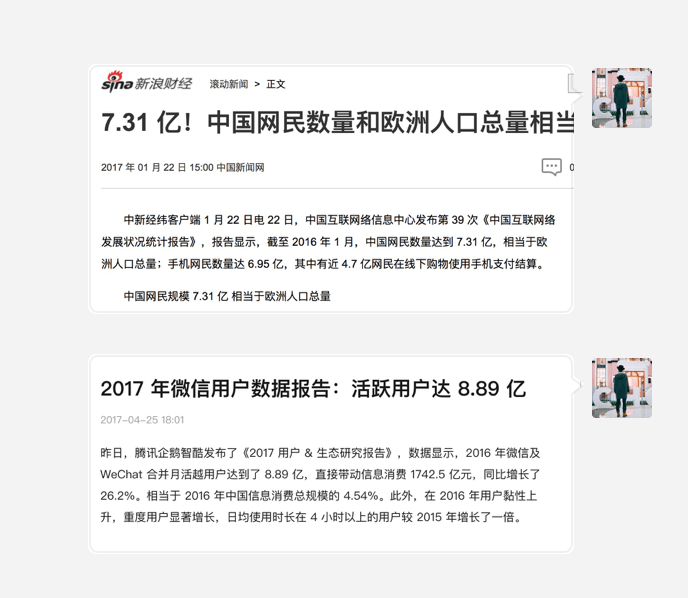 sina 新浪财经 滚动新闻 > 正文
7.31 亿！中国网民数量和欧洲人口总量相当
2017 年 01 月 22 日 15:00 中国新闻网 0
中新经纬客户端 1 月 22 日电 22 日，中国互联网络信息中心发布第 39 次《中国互联网络
发展状况统计报告》，报告显示，截至 2016 年 1 月，中国网民数量达到 7.31 亿，相当于欧
洲人口总量；手机网民数量达 6.95 亿，其中有近 4.7 亿网民在线下购物使用手机支付结算。
中国网民规模 7.31 亿 相当于欧洲人口总量
2017 年微信用户数据报告：活跃用户达 8.89 亿
2017-04-25 18:01
昨日，腾讯企鹅智酷发布了《2017 用户 & 生态研究报告》，数据显示，2016 年微信及
WeChat 合并月活越用户达到了 8.89 亿，直接带动信息消费 1742.5 亿元，同比增长了
26.2%。相当于 2016 年中国信息消费总规模的 4.54%。此外，在 2016 年用户黏性上
升，重度用户显著增长，日均使用时长在 4 小时以上的用户较 2015 年增长了一倍。